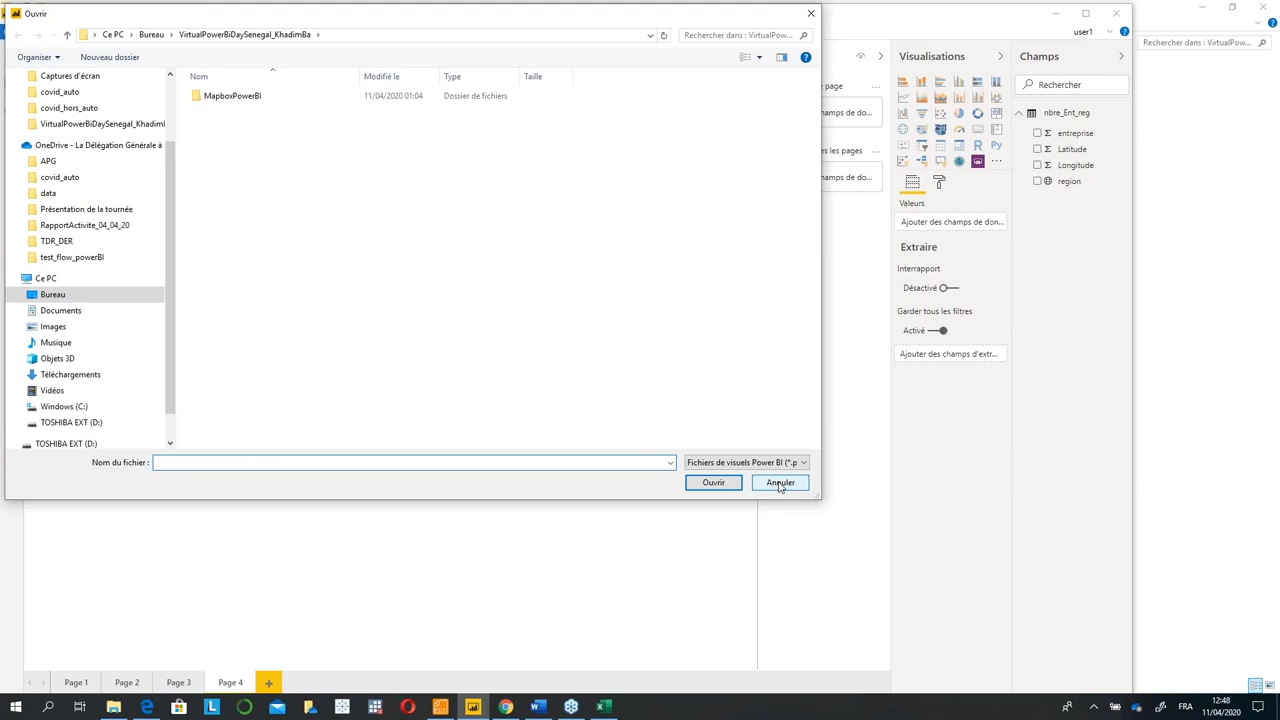 Ouvrir
Ce PC › Bureau › VirtualPowerBiDaySenegal_KhadimBa ›
Rechercher dans : VirtualPow...
Organiser
Nouveau dossier
Captures d'écran
covid_auto
covid_hors_auto
VirtualPowerBiDaySenegal_Khadiml
OneDrive - La Délégation Générale à
APG
covid_auto
data
Présentation de la tournée
RapportActivite_04_04_20
TDR_DER
test_flow_powerBI
Ce PC
Bureau
Documents
Images
Musique
Objets 3D
Téléchargements
Vidéos
Windows (C:)
TOSHIBA EXT (D:)
TOSHIBA EXT (D:)
Nom
Modifié le
Type
Taille
MapboxPowerBI
11/04/2020 01:04
Dossier de fichiers
Nom du fichier :
Fichiers de visuels Power BI (*.p
Ouvrir
Annuler
user1
Rechercher dans : VirtualPow...
e page
champs de do...
es les pages
hamps de do...
Visualisations
Valeurs
Ajouter des champs de don...
Extraire
Interrapport
Désactivé
Garder tous les filtres
Activé
Ajouter des champs d'extr...
Champs
Rechercher
nbre_Ent_reg
entreprise
Latitude
Longitude
region
Page 1
Page 2
Page 3
Page 4
FRA
12:48
11/04/2020